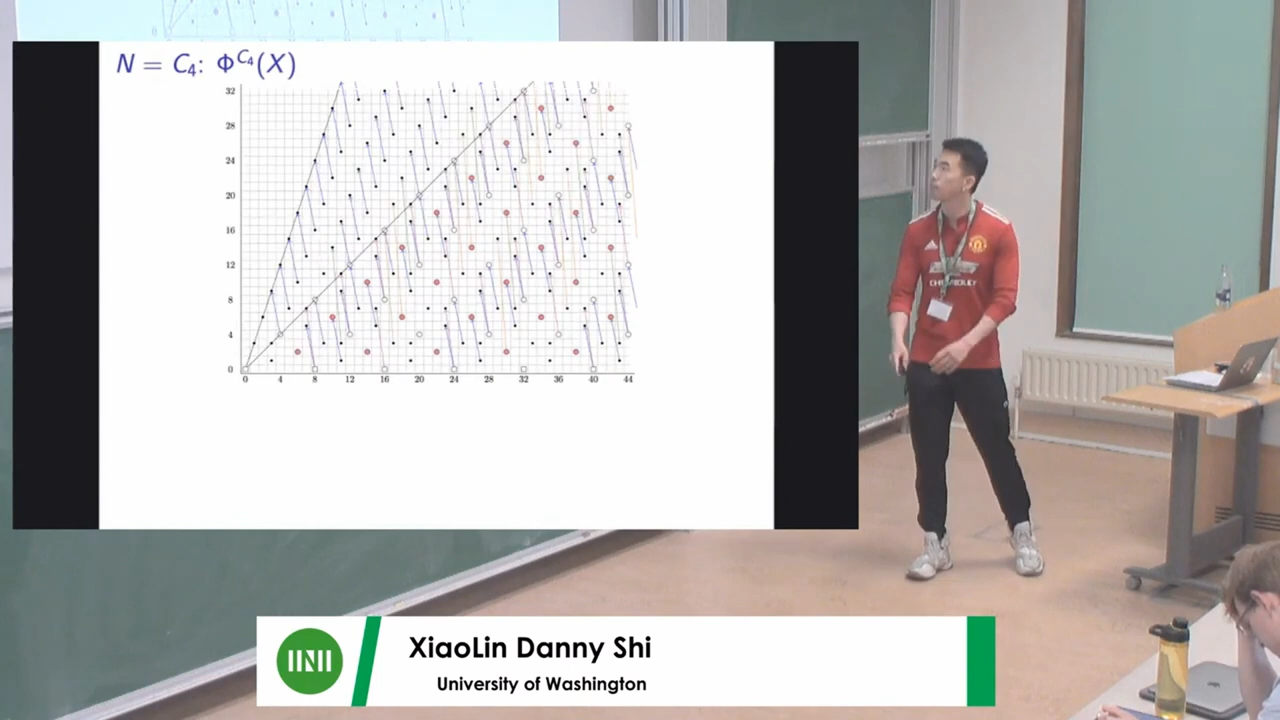 N = C₄: Φ^{C₄}(X)
32
28
24
20
16
12
8
4
0
0 4 8 12 16 20 24 28 32 36 40 44
CHEVROLET
XiaoLin Danny Shi
University of Washington